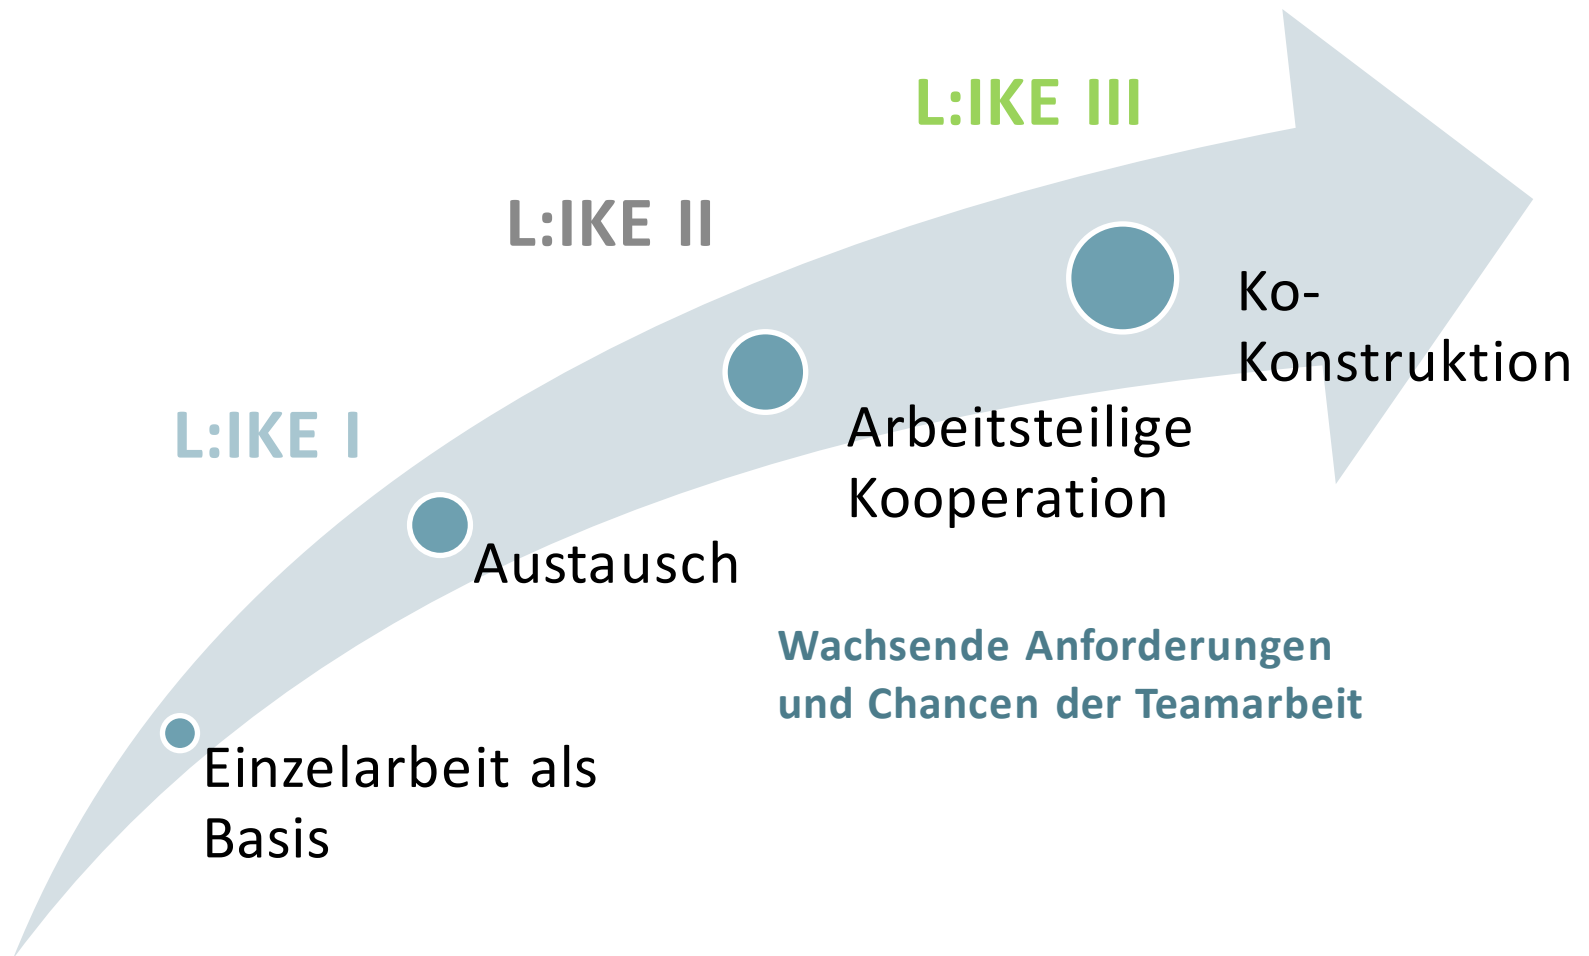 L:IKE III
L:IKE II
L:IKE I
Ko-
Konstruktion
Arbeitsteilige
Kooperation
Austausch
Wachsende Anforderungen
und Chancen der Teamarbeit
Einzelarbeit als
Basis